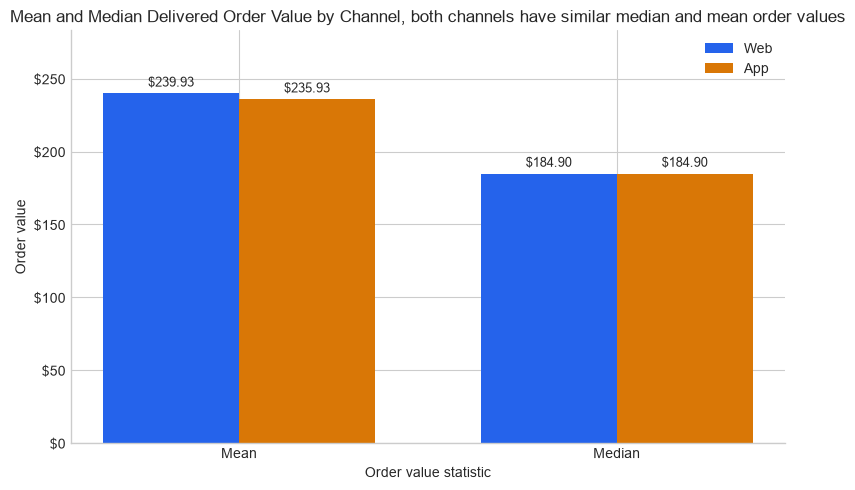 Mean and Median Delivered Order Value by Channel, both channels have similar median and mean order values
Web
App
$250
$200
$150
$100
$50
$0
Order value
$239.93
$235.93
$184.90
$184.90
Mean
Median
Order value statistic